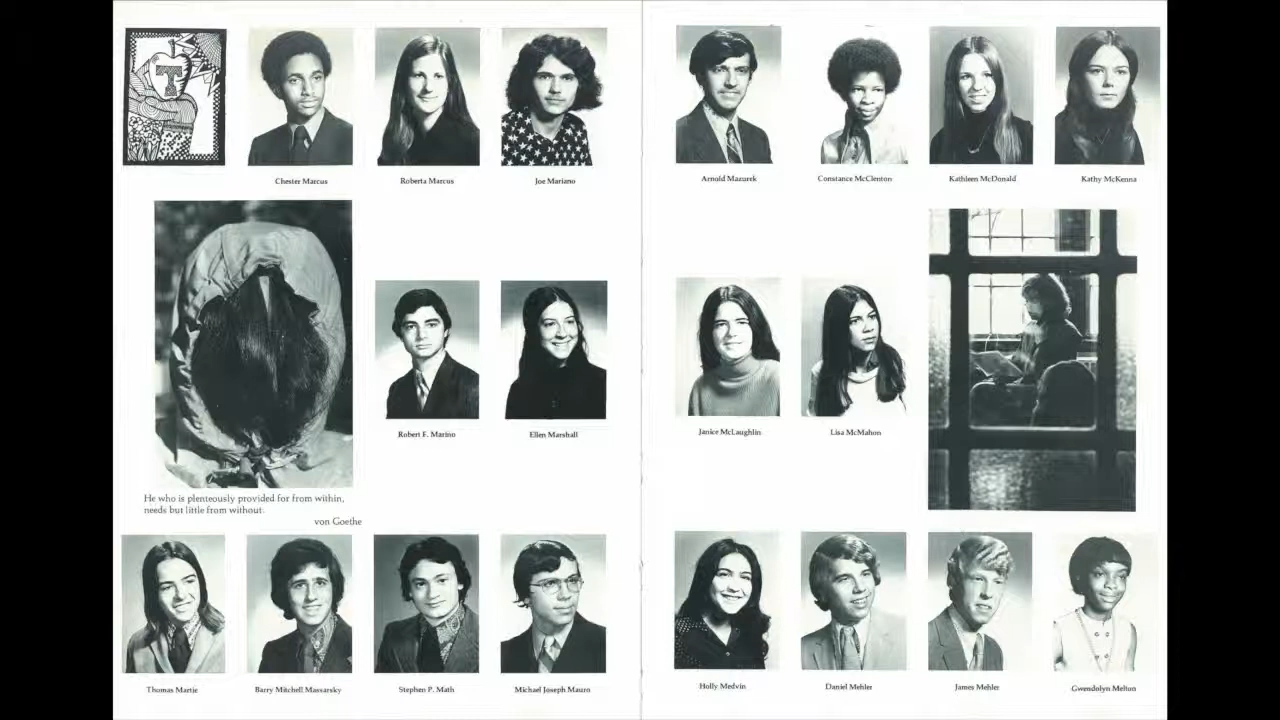 T
Chester Marcus
Roberta Marcus
Joe Mariano
Robert F. Marino
Ellen Marshall
He who is plenteously provided for from within,
needs but little from without.
von Goethe
Thomas Martie
Barry Mitchell Massarsky
Stephen P. Math
Michael Joseph Mauro
Arnold Mazurek
Constance McClenton
Kathleen McDonald
Kathy McKenna
Janice McLaughlin
Lisa McMahon
Holly Medvin
Daniel Mehler
James Mehler
Gwendolyn Melton